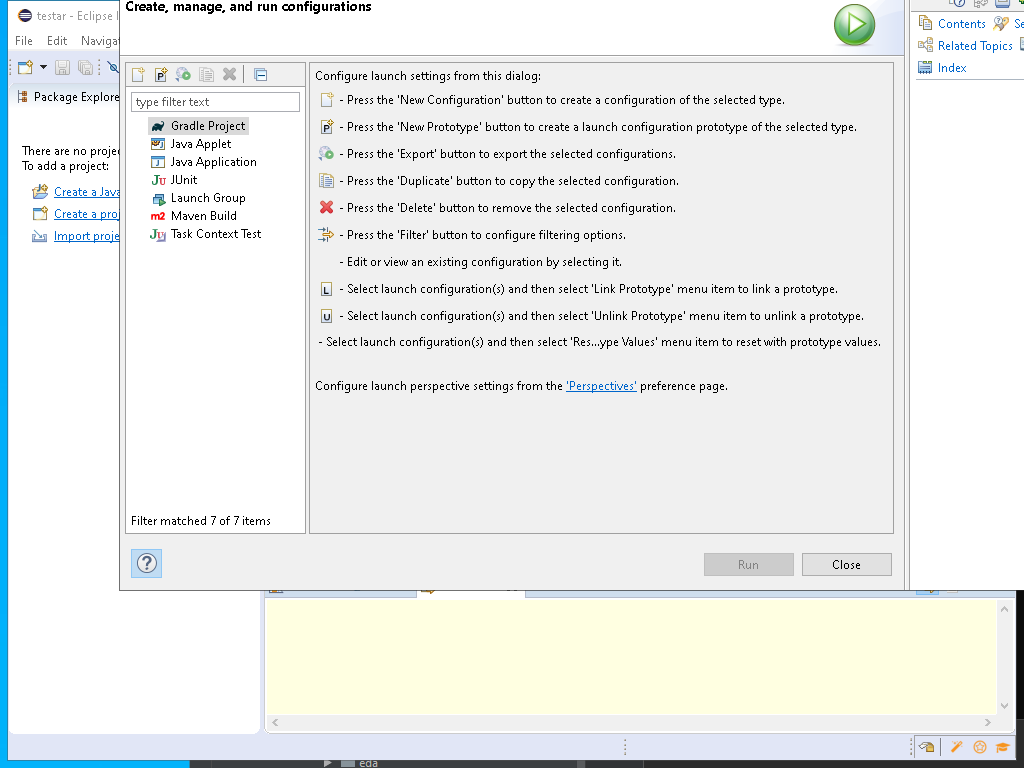 Create, manage, and run configurations
testar - Eclipse I
File Edit Naviga
Package Explore
There are no proje
To add a project:
Create a Java
Create a proj
Import proje
type filter text
Gradle Project
Java Applet
Java Application
JUnit
Launch Group
Maven Build
Task Context Test
Filter matched 7 of 7 items
Configure launch settings from this dialog:
- Press the 'New Configuration' button to create a configuration of the selected type.
- Press the 'New Prototype' button to create a launch configuration prototype of the selected type.
- Press the 'Export' button to export the selected configurations.
- Press the 'Duplicate' button to copy the selected configuration.
- Press the 'Delete' button to remove the selected configuration.
- Press the 'Filter' button to configure filtering options.
- Edit or view an existing configuration by selecting it.
- Select launch configuration(s) and then select 'Link Prototype' menu item to link a prototype.
- Select launch configuration(s) and then select 'Unlink Prototype' menu item to unlink a prototype.
- Select launch configuration(s) and then select 'Res...ype Values' menu item to reset with prototype values.
Configure launch perspective settings from the 'Perspectives' preference page.
Run Close
Contents Se
Related Topics
Index
eda